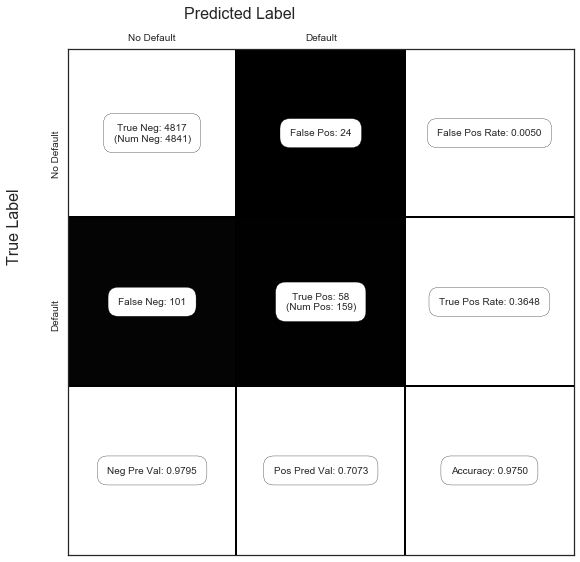 Predicted Label
No Default
Default
True Label
No Default
True Neg: 4817
(Num Neg: 4841)
False Pos: 24
False Pos Rate: 0.0050
Default
False Neg: 101
True Pos: 58
(Num Pos: 159)
True Pos Rate: 0.3648
Neg Pre Val: 0.9795
Pos Pred Val: 0.7073
Accuracy: 0.9750